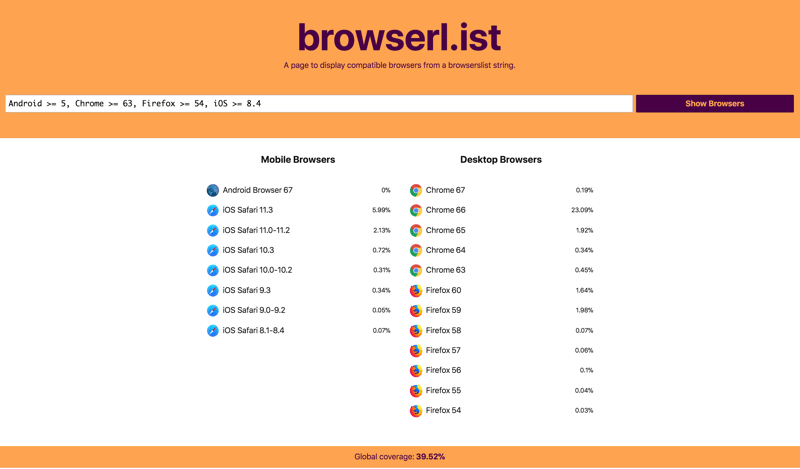 browserl.ist
A page to display compatible browsers from a browserslist string.
Android >= 5, Chrome >= 63, Firefox >= 54, iOS >= 8.4
Show Browsers
Mobile Browsers
Android Browser 67 0%
iOS Safari 11.3 5.99%
iOS Safari 11.0-11.2 2.13%
iOS Safari 10.3 0.72%
iOS Safari 10.0-10.2 0.31%
iOS Safari 9.3 0.34%
iOS Safari 9.0-9.2 0.05%
iOS Safari 8.1-8.4 0.07%
Desktop Browsers
Chrome 67 0.19%
Chrome 66 23.09%
Chrome 65 1.92%
Chrome 64 0.34%
Chrome 63 0.45%
Firefox 60 1.64%
Firefox 59 1.98%
Firefox 58 0.07%
Firefox 57 0.06%
Firefox 56 0.1%
Firefox 55 0.04%
Firefox 54 0.03%
Global coverage: 39.52%